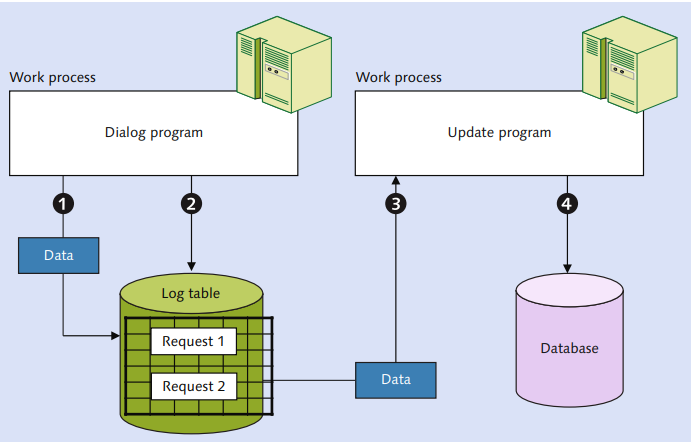 Work process
Dialog program
Work process
Update program
1
2
3
4
Data
Log table
Request 1
Request 2
Data
Database